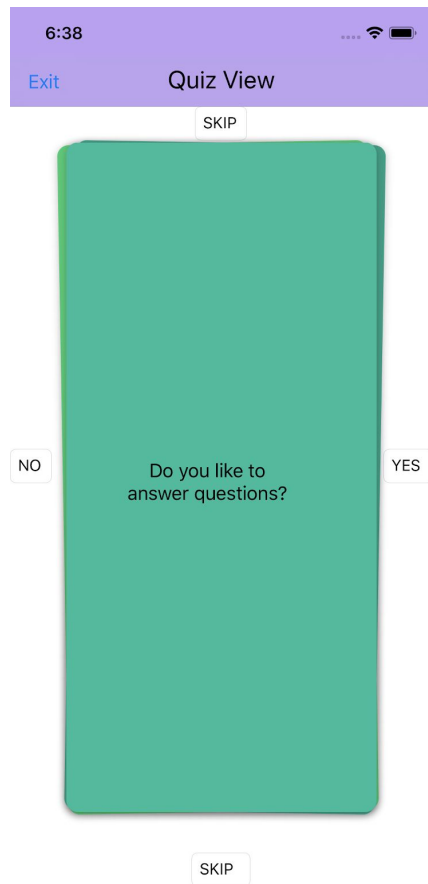 6:38
Exit
Quiz View
SKIP
NO
Do you like to
answer questions?
YES
SKIP